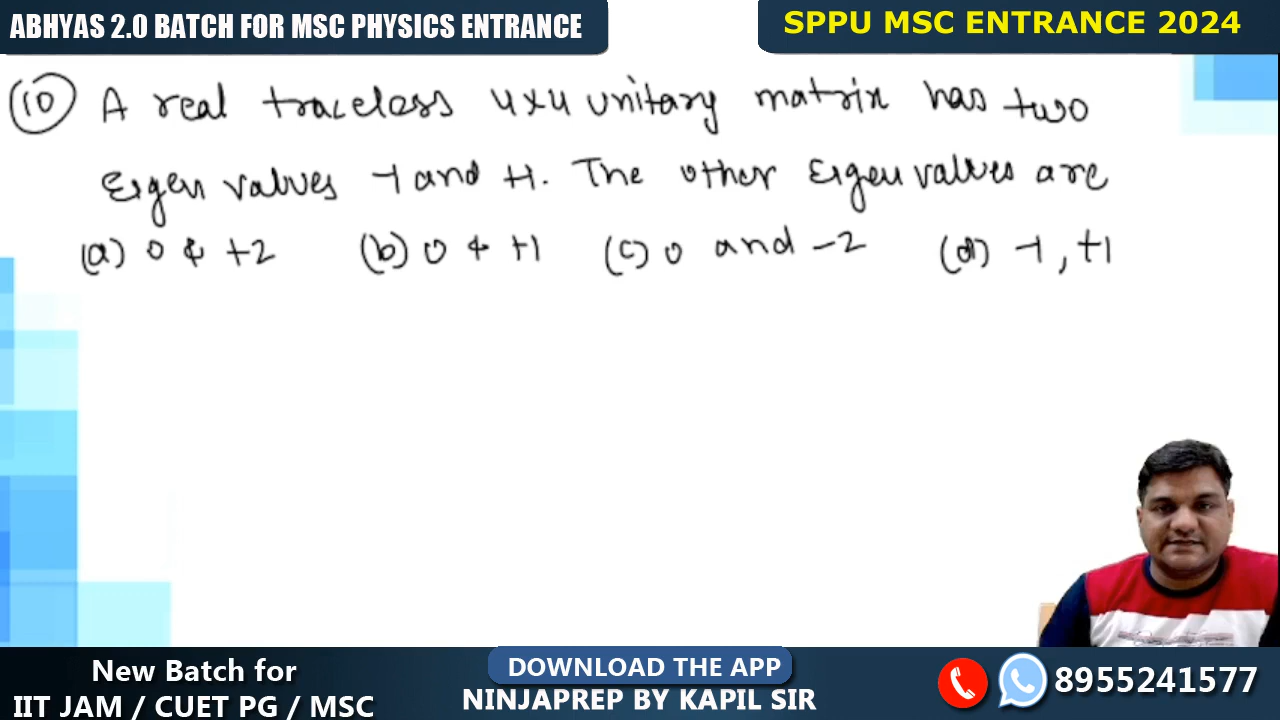 ABHYAS 2.0 BATCH FOR MSC PHYSICS ENTRANCE
SPPU MSC ENTRANCE 2024
(10) A real traceless 4x4 unitary matrix has two
Eigen values -1 and +1. The other Eigen values are
(a) 0 & +2 (b) 0 & +1 (c) 0 and -2 (d) -1, +1
New Batch for
IIT JAM / CUET PG / MSC
DOWNLOAD THE APP
NINJAPREP BY KAPIL SIR
8955241577